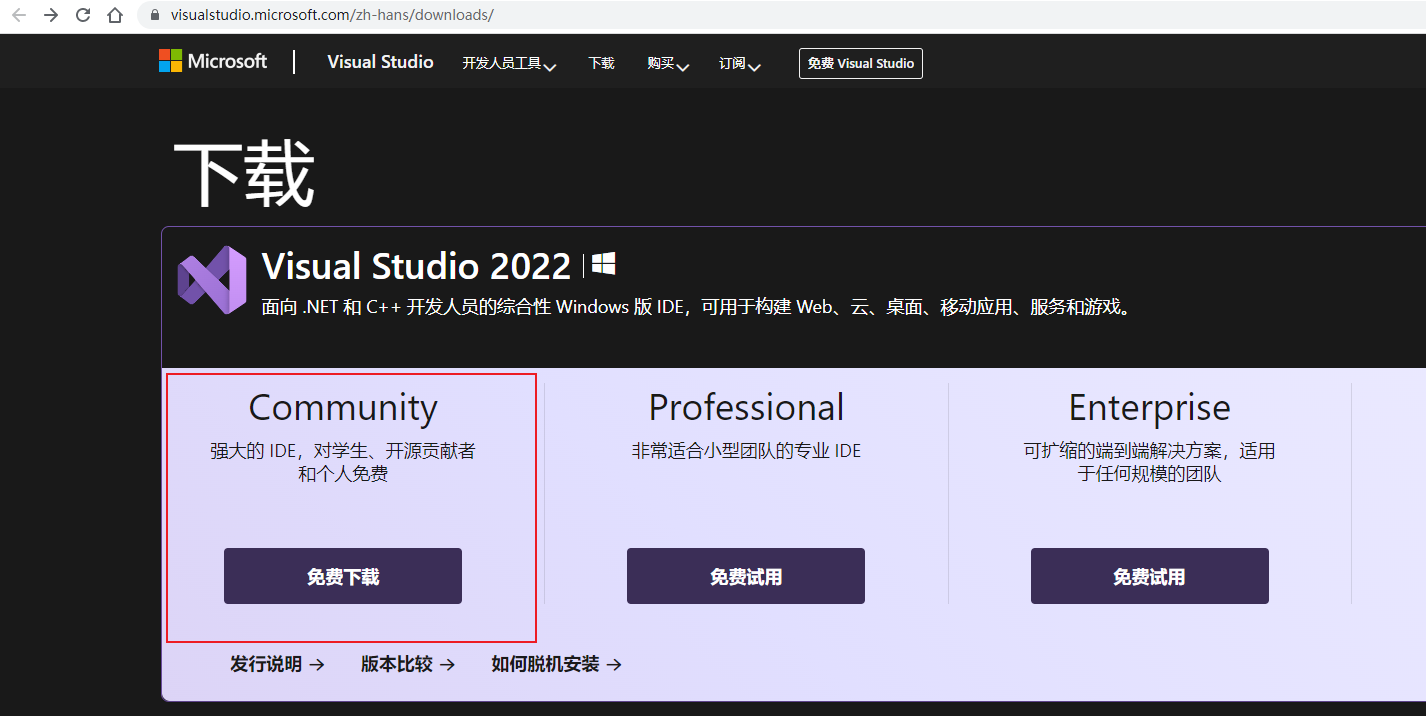 visualstudio.microsoft.com/zh-hans/downloads/
Microsoft Visual Studio 开发人员工具 下载 购买 订阅 免费 Visual Studio
下载
Visual Studio 2022
面向 .NET 和 C++ 开发人员的综合性 Windows 版 IDE，可用于构建 Web、云、桌面、移动应用、服务和游戏。
Community
强大的 IDE，对学生、开源贡献者
和个人免费
免费下载
Professional
非常适合小型团队的专业 IDE
免费试用
Enterprise
可扩缩的端到端解决方案，适用
于任何规模的团队
免费试用
发行说明 → 版本比较 → 如何脱机安装 →